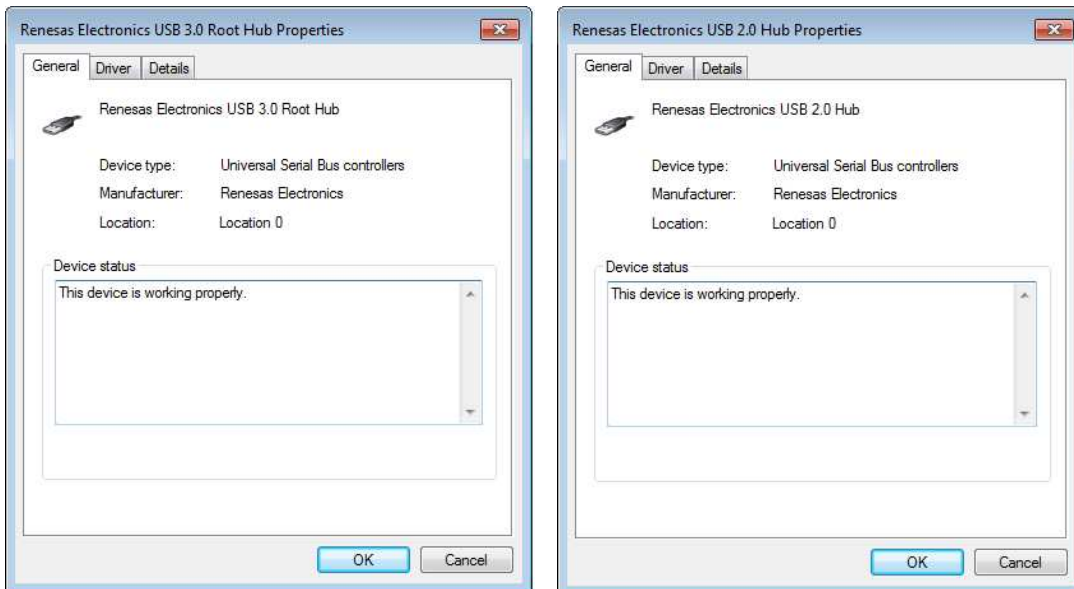 Renesas Electronics USB 3.0 Root Hub Properties
General Driver Details
Renesas Electronics USB 3.0 Root Hub
Device type: Universal Serial Bus controllers
Manufacturer: Renesas Electronics
Location: Location 0
Device status
This device is working properly.
OK Cancel
Renesas Electronics USB 2.0 Hub Properties
General Driver Details
Renesas Electronics USB 2.0 Hub
Device type: Universal Serial Bus controllers
Manufacturer: Renesas Electronics
Location: Location 0
Device status
This device is working properly.
OK Cancel